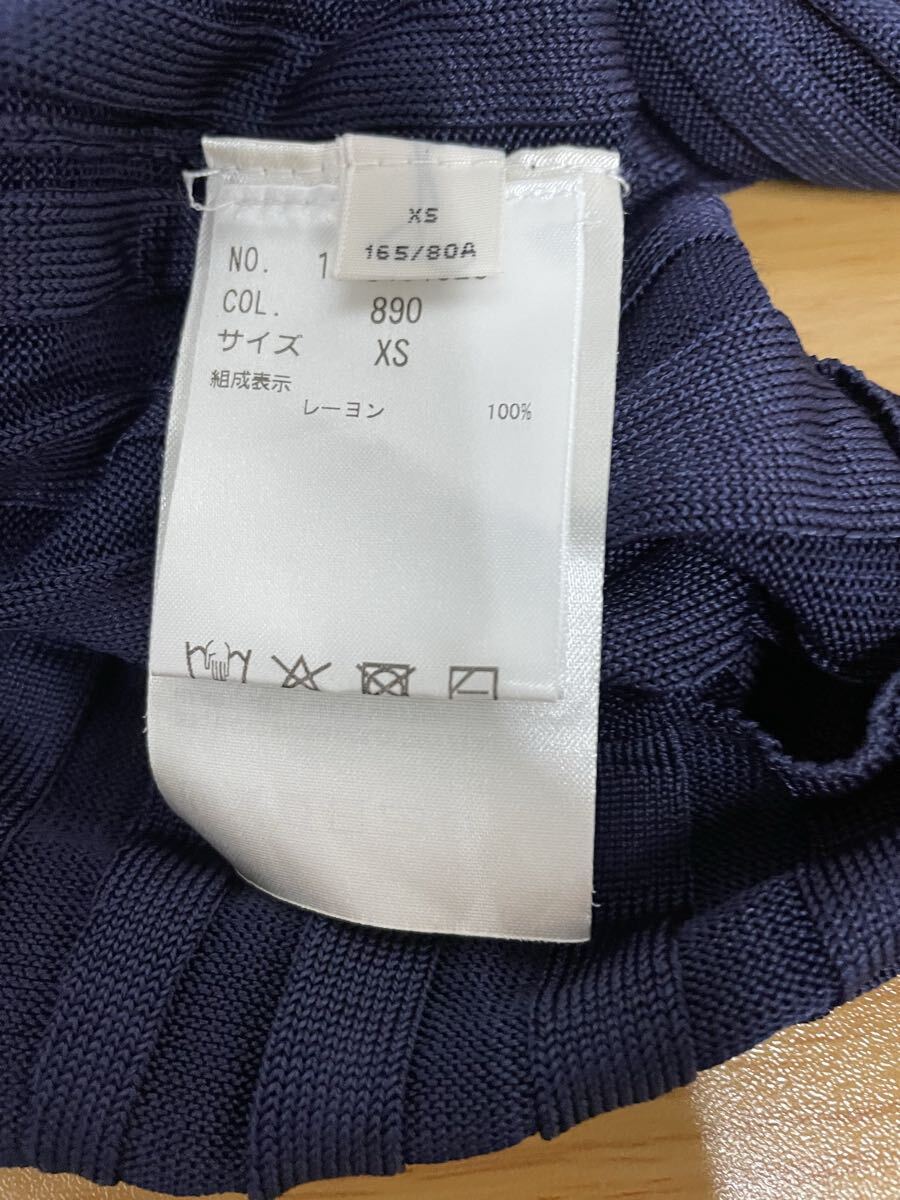 XS
165/80A
NO. 1
COL. 890
サイズ XS
組成表示
レーヨン 100%